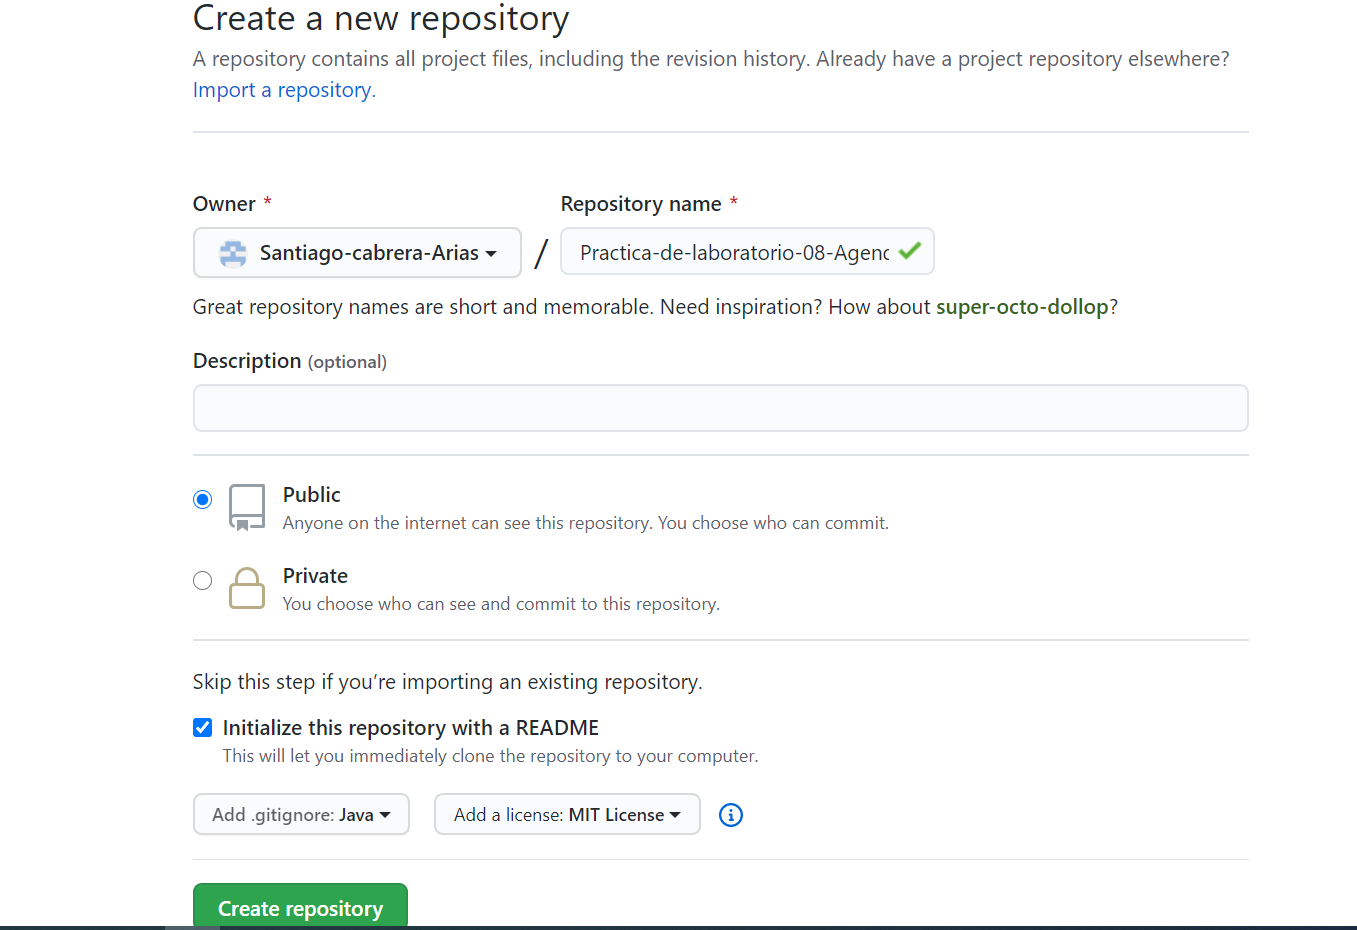 Create a new repository
A repository contains all project files, including the revision history. Already have a project repository elsewhere?
Import a repository.
Owner *
Repository name *
Santiago-cabrera-Arias
/
Practica-de-laboratorio-08-Agenc
Great repository names are short and memorable. Need inspiration? How about super-octo-dollop?
Description (optional)
Public
Anyone on the internet can see this repository. You choose who can commit.
Private
You choose who can see and commit to this repository.
Skip this step if you’re importing an existing repository.
Initialize this repository with a README
This will let you immediately clone the repository to your computer.
Add .gitignore: Java
Add a license: MIT License
Create repository